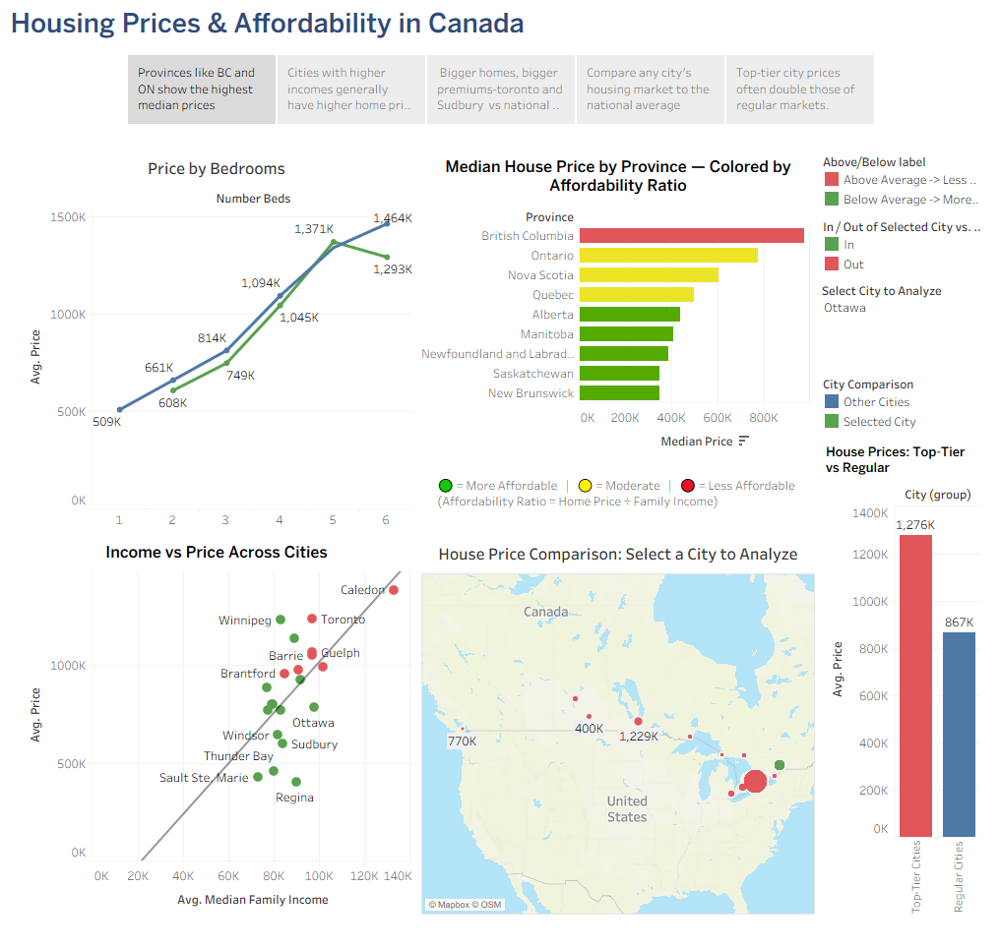 Housing Prices & Affordability in Canada
Provinces like BC and
ON show the highest
median prices
Cities with higher
incomes generally
have higher home pri..
Bigger homes, bigger
premiums-toronto and
Sudbury vs national ..
Compare any city's
housing market to the
national average
Top-tier city prices
often double those of
regular markets.
Price by Bedrooms
Number Beds
1500K
1000K
500K
0K
Avg. Price
1,464K
1,371K
1,293K
1,094K
1,045K
814K
749K
661K
608K
509K
1 2 3 4 5 6
Median House Price by Province — Colored by
Affordability Ratio
Province
British Columbia
Ontario
Nova Scotia
Quebec
Alberta
Manitoba
Newfoundland and Labrad..
Saskatchewan
New Brunswick
0K 200K 400K 600K 800K
Median Price
= More Affordable | = Moderate | = Less Affordable
(Affordability Ratio = Home Price ÷ Family Income)
Above/Below label
Above Average -> Less ..
Below Average -> More..
In / Out of Selected City vs. ..
In
Out
Select City to Analyze
Ottawa
City Comparison
Other Cities
Selected City
House Prices: Top-Tier
vs Regular
City (group)
1400K
1200K
1000K
800K
600K
400K
200K
0K
Avg. Price
1,276K
867K
Top-Tier Cities
Regular Cities
Income vs Price Across Cities
1000K
500K
0K
Avg. Price
Caledon
Winnipeg
Toronto
Barrie
Guelph
Brantford
Ottawa
Windsor
Sudbury
Thunder Bay
Sault Ste. Marie
Regina
0K 20K 40K 60K 80K 100K 120K 140K
Avg. Median Family Income
House Price Comparison: Select a City to Analyze
Canada
770K
400K
1,229K
United
States
© Mapbox © OSM